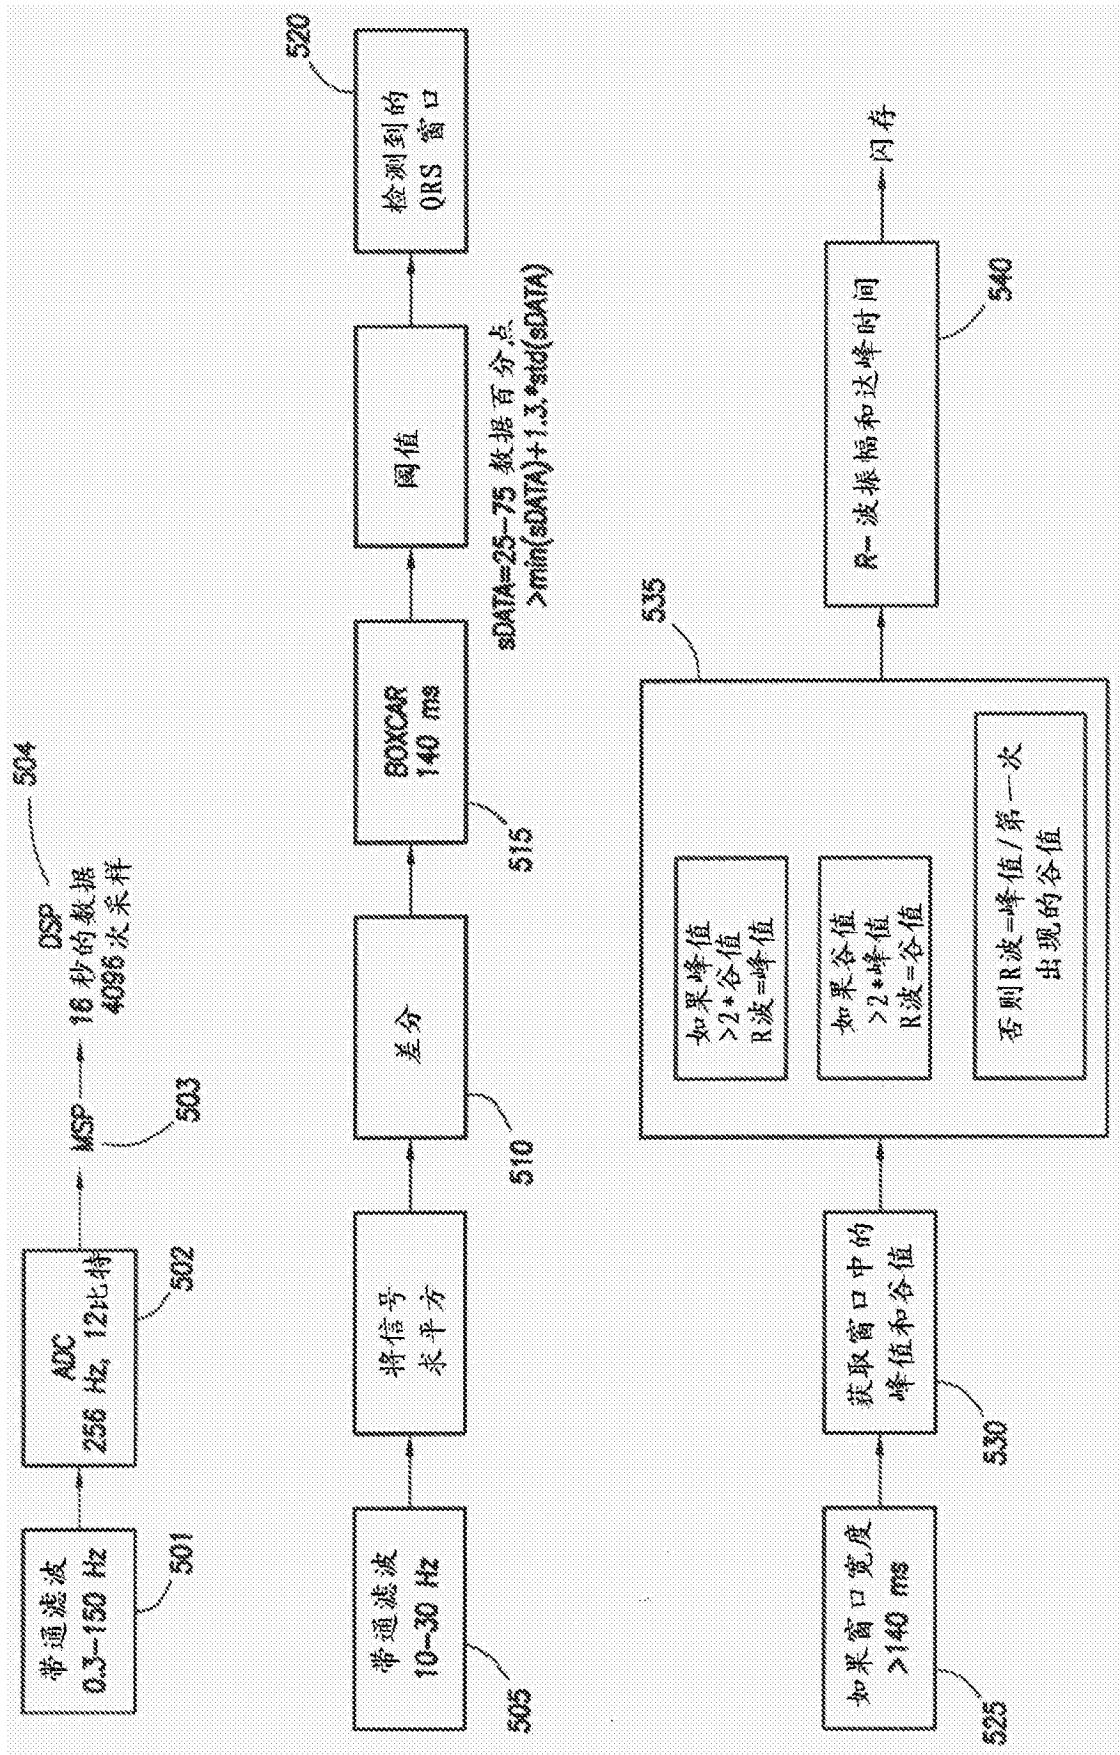 带通滤波
0.3-150 Hz
501
ADC
256 Hz, 12比特
502
MSP
503
DSP
504
16 秒的数据
4096 次采样
带通滤波
10-30 Hz
505
将信号
求平方
差分
510
BOXCAR
140 ms
515
阈值
sDATA=25-75 数据百分点
>min(sDATA)+1.3.*std(sDATA)
检测到的
QRS 窗口
520
如果窗口宽度
>140 ms
525
获取窗口中的
峰值和谷值
530
如果峰值
>2*谷值
R波=峰值
如果谷值
>2*峰值
R波=谷值
否则R波=峰值/第一次
出现的谷值
535
R-波振幅和达峰时间
540
闪存